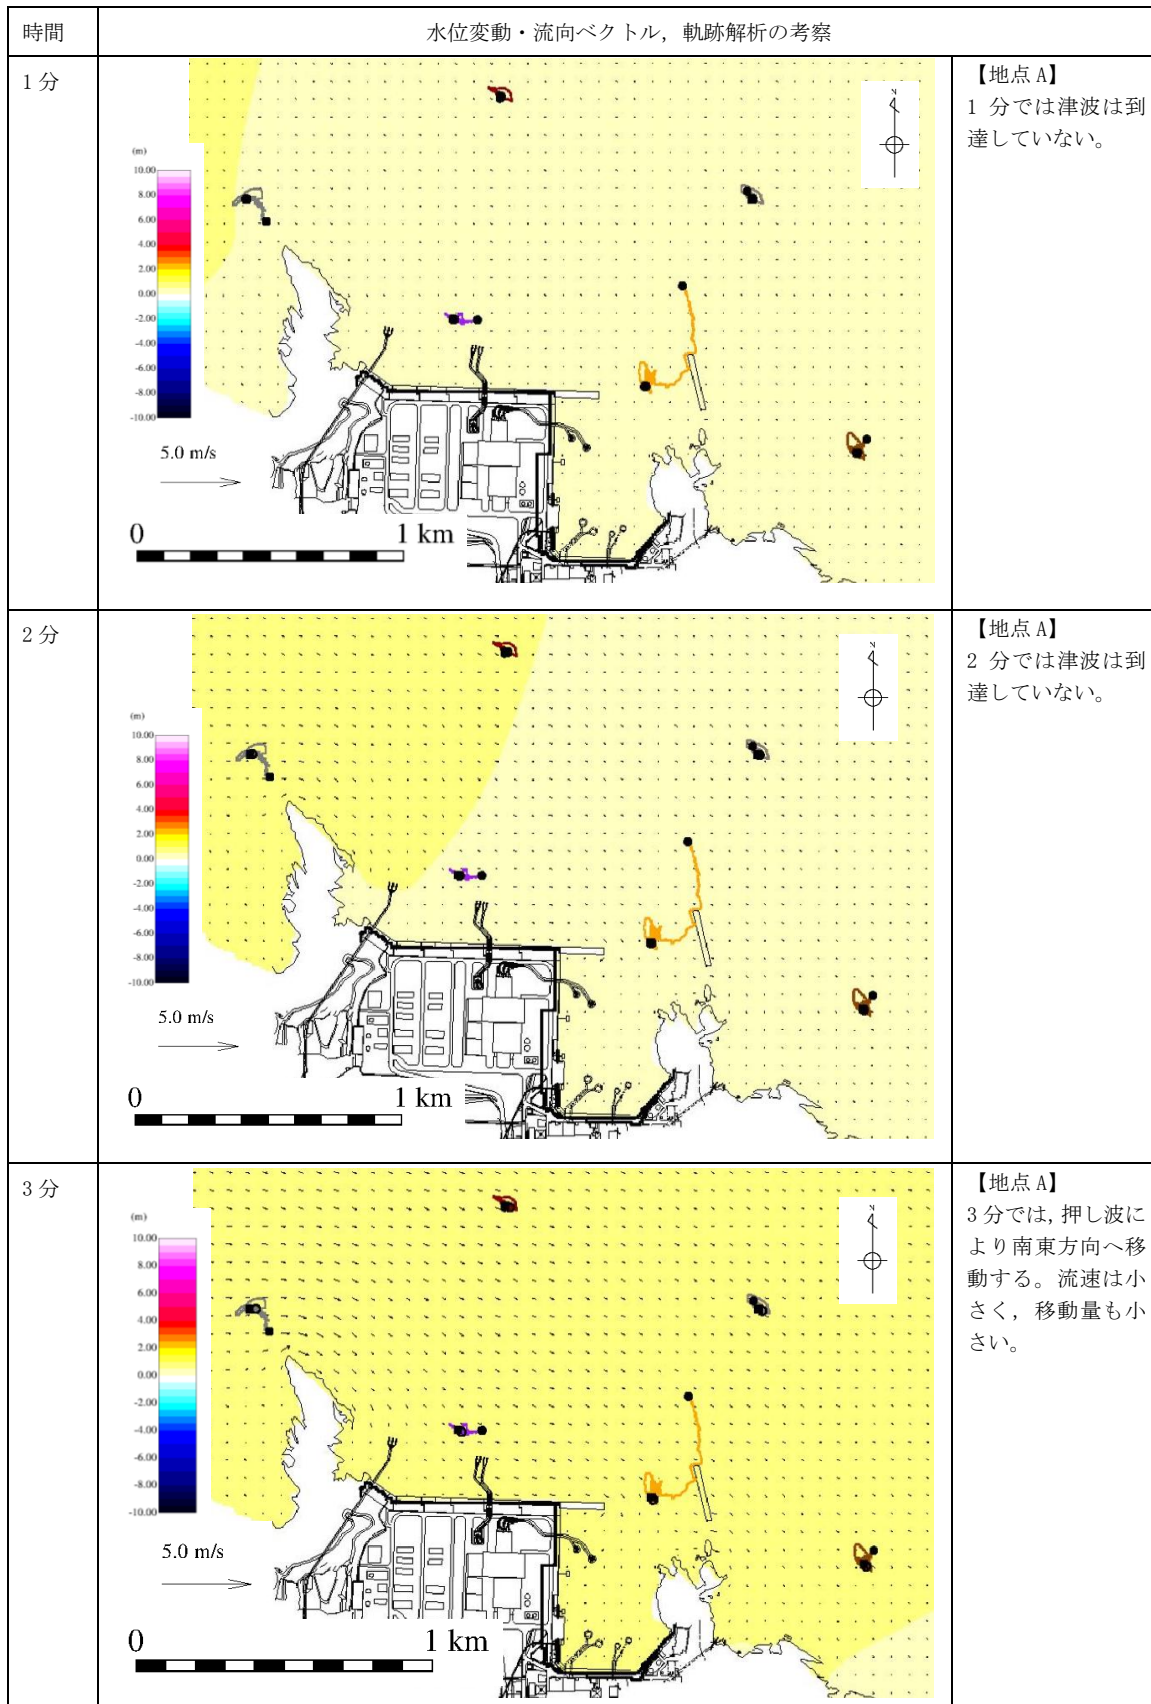 時間
水位変動・流向ベクトル，軌跡解析の考察
1分
(m)
10.00
8.00
6.00
4.00
2.00
0.00
-2.00
-4.00
-6.00
-8.00
-10.00
5.0 m/s
0
1 km
N
【地点 A】
1 分では津波は到
達していない。
2分
(m)
10.00
8.00
6.00
4.00
2.00
0.00
-2.00
-4.00
-6.00
-8.00
-10.00
5.0 m/s
0
1 km
N
【地点 A】
2 分では津波は到
達していない。
3分
(m)
10.00
8.00
6.00
4.00
2.00
0.00
-2.00
-4.00
-6.00
-8.00
-10.00
5.0 m/s
0
1 km
N
【地点 A】
3 分では，押し波に
より南東方向へ移
動する。流速は小
さく，移動量も小
さい。